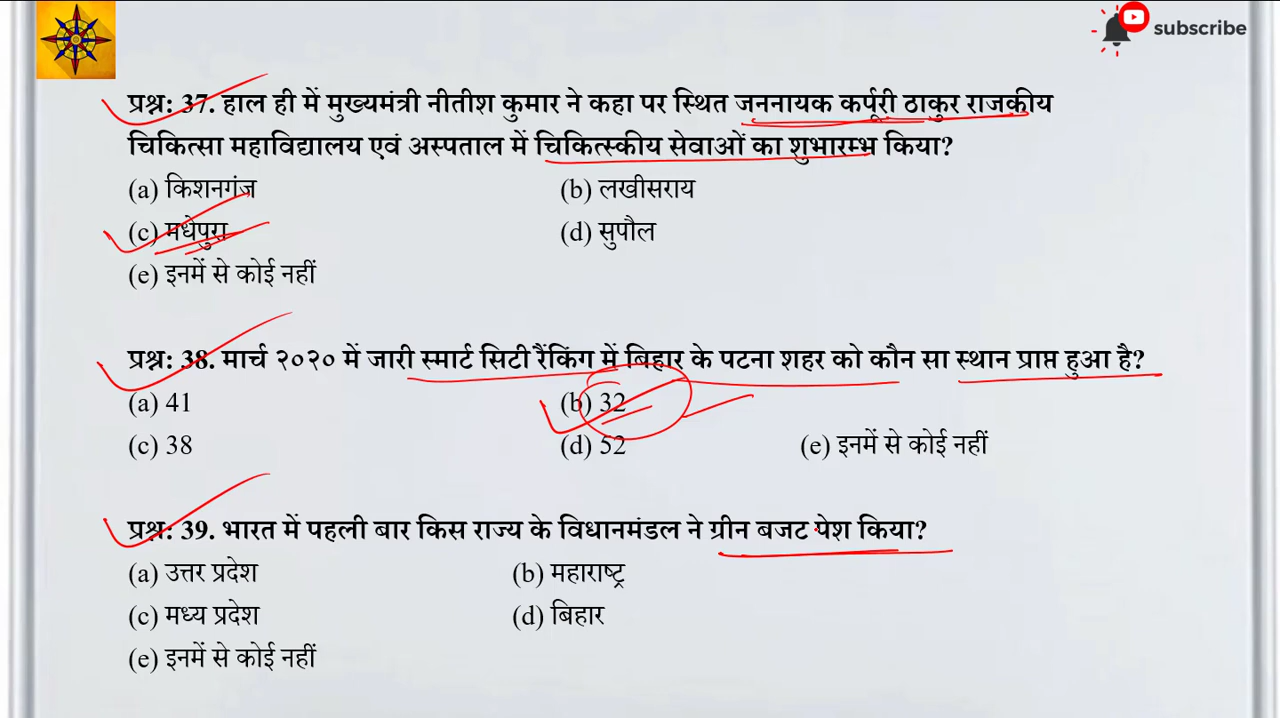 subscribe
प्रश्न: 37. हाल ही में मुख्यमंत्री नीतीश कुमार ने कहा पर स्थित जननायक कर्पूरी ठाकुर राजकीय
चिकित्सा महाविद्यालय एवं अस्पताल में चिकित्स्कीय सेवाओं का शुभारम्भ किया?
(a) किशनगंज (b) लखीसराय
(c) मधेपुरा (d) सुपौल
(e) इनमें से कोई नहीं
प्रश्न: 38. मार्च २०२० में जारी स्मार्ट सिटी रैंकिंग में बिहार के पटना शहर को कौन सा स्थान प्राप्त हुआ है?
(a) 41 (b) 32
(c) 38 (d) 52 (e) इनमें से कोई नहीं
प्रश्न: 39. भारत में पहली बार किस राज्य के विधानमंडल ने ग्रीन बजट पेश किया?
(a) उत्तर प्रदेश (b) महाराष्ट्र
(c) मध्य प्रदेश (d) बिहार
(e) इनमें से कोई नहीं